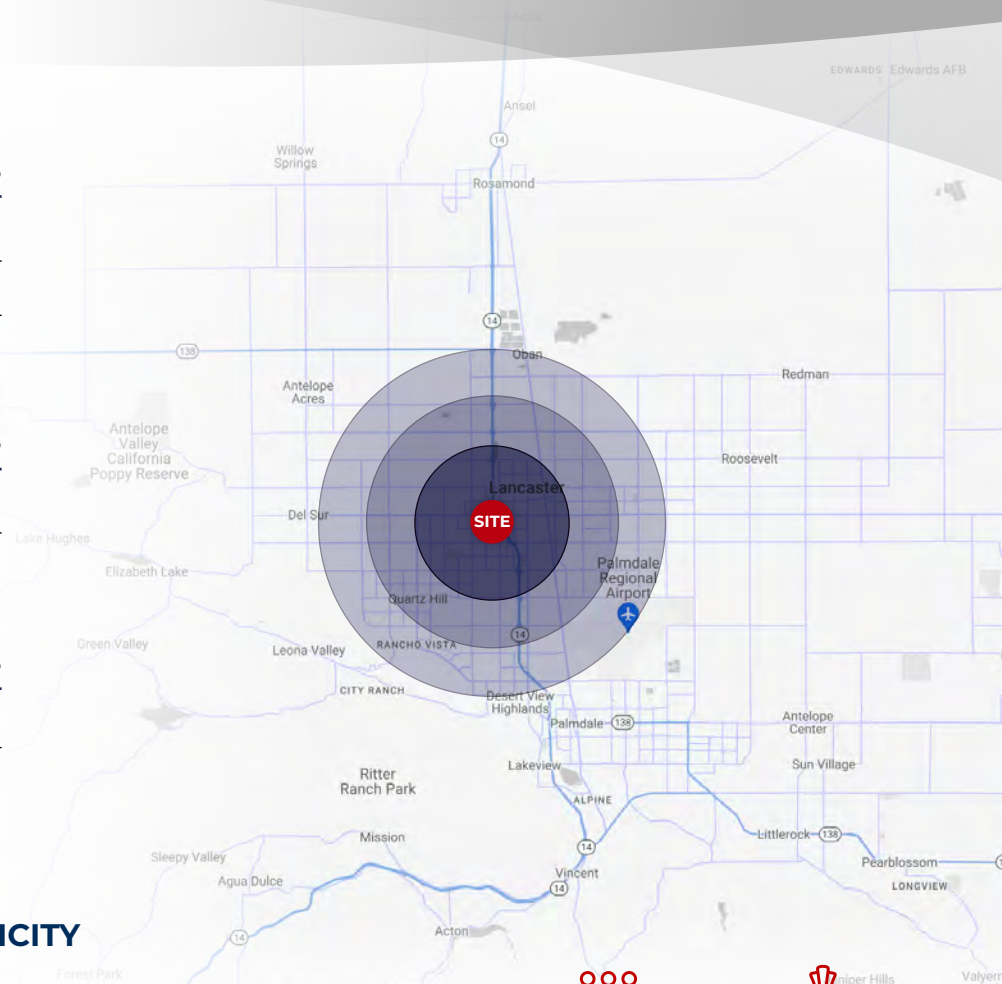 Actis
EDWARDS
Edwards AFB
Ansel
14
Willow
Springs
Rosamond
14
138
Oban
Antelope
Acres
Redman
Antelope
Valley
California
Poppy Reserve
Roosevelt
Lancaster
Del Sur
SITE
Lake Hughes
Elizabeth Lake
Palmdale
Regional
Airport
Quartz Hill
14
Green Valley
Leona Valley
RANCHO VISTA
CITY RANCH
Desert View
Highlands
Palmdale
138
Antelope
Center
Lakeview
Sun Village
Ritter
Ranch Park
ALPINE
Mission
Littlerock
138
14
Sleepy Valley
Pearblossom
Agua Dulce
Vincent
14
LONGVIEW
ICITY
14
Acton
Forest Park
niper Hills
Valyerm